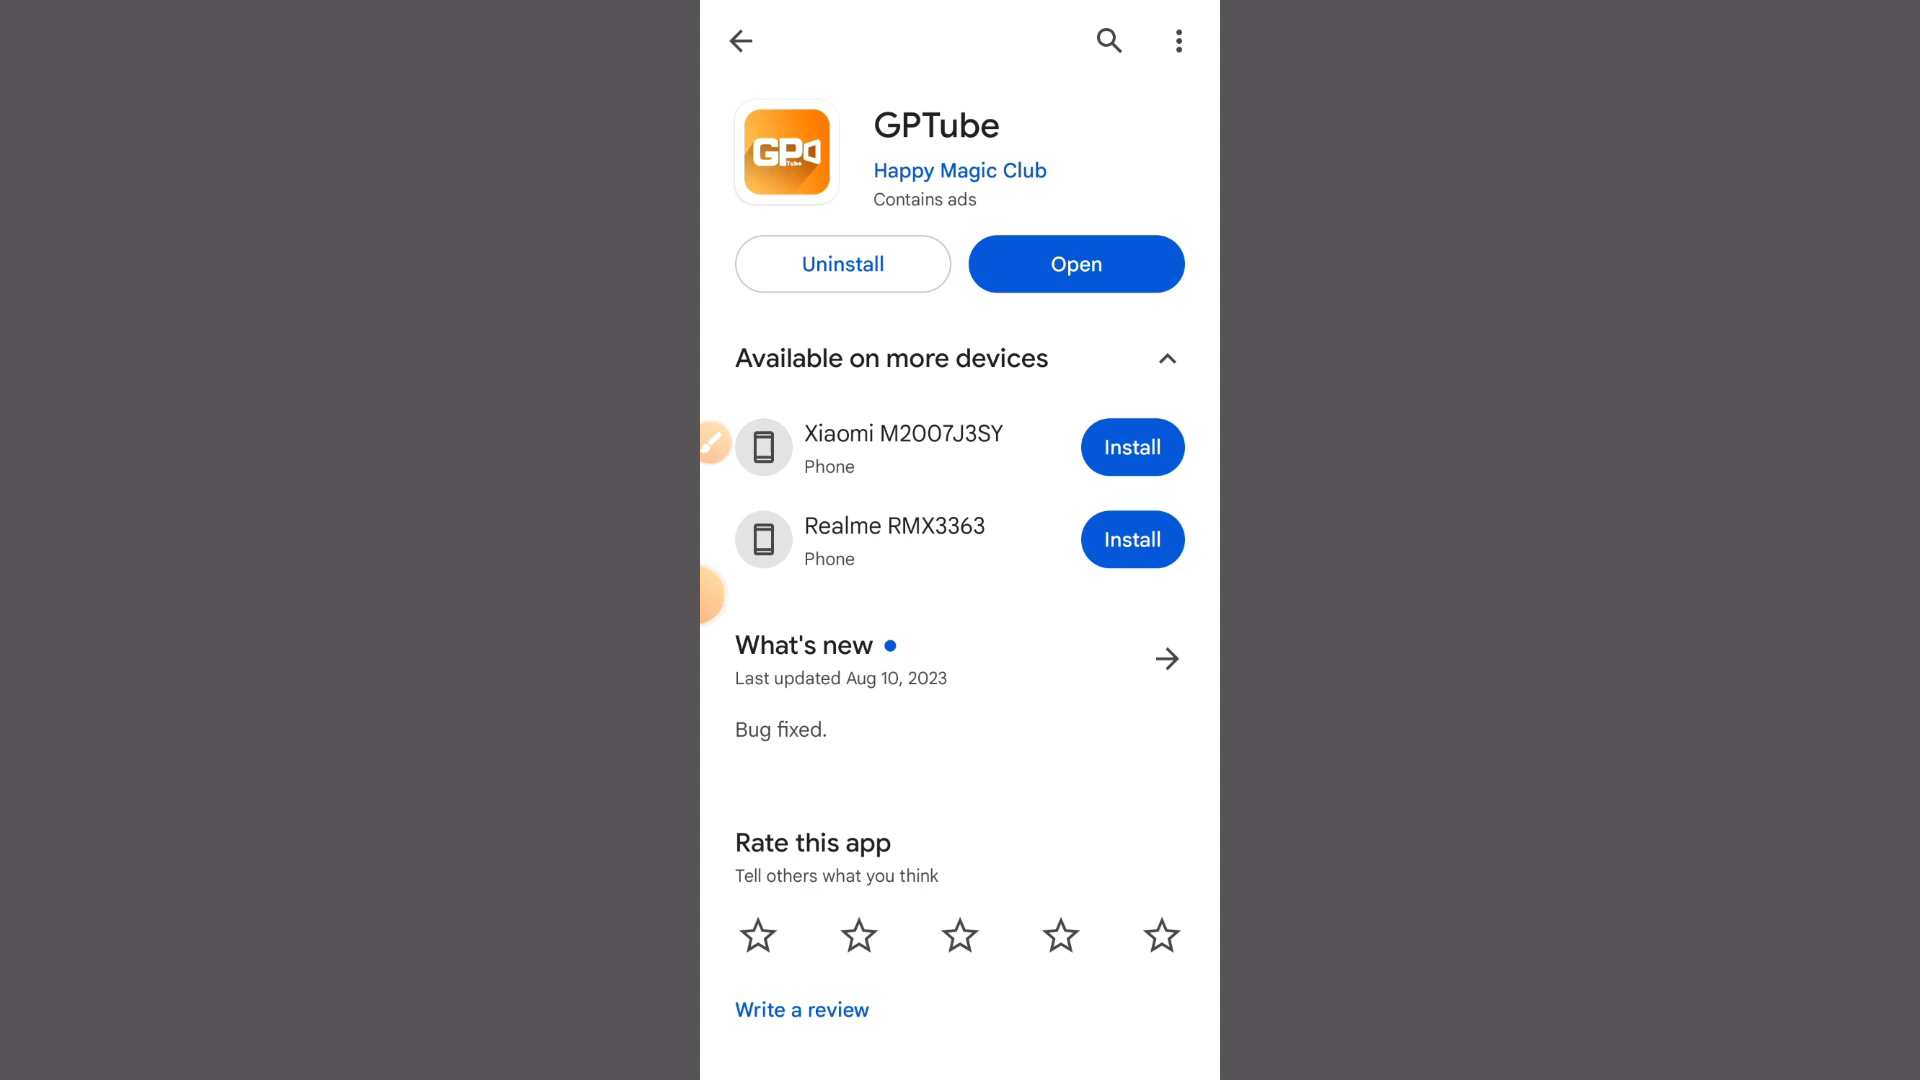 GPTube
GP
Tube
Happy Magic Club
Contains ads
Uninstall
Open
Available on more devices
Xiaomi M2007J3SY
Phone
Install
Realme RMX3363
Phone
Install
What's new
Last updated Aug 10, 2023
Bug fixed.
Rate this app
Tell others what you think
Write a review